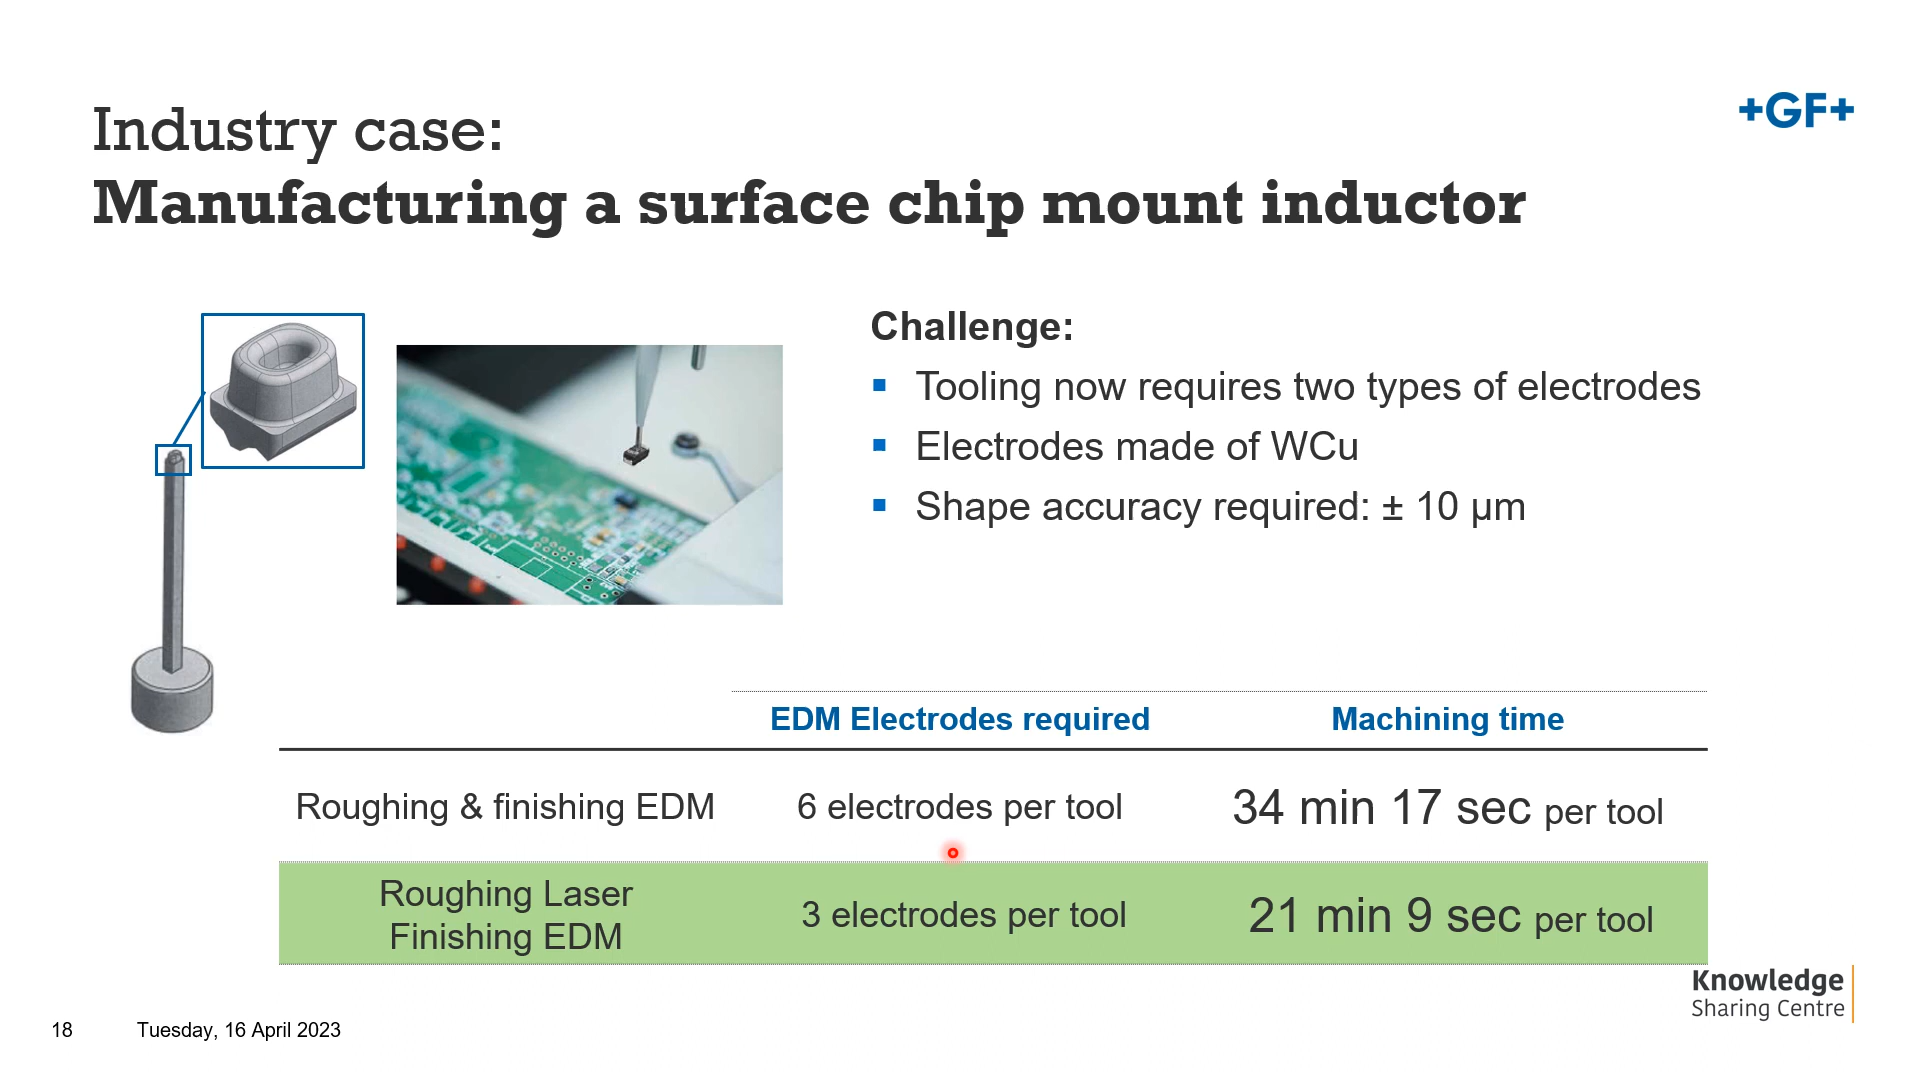 Industry case:
+GF+
Manufacturing a surface chip mount inductor
Challenge:
Tooling now requires two types of electrodes
Electrodes made of WCu
Shape accuracy required: ± 10 µm
EDM Electrodes required Machining time
Roughing & finishing EDM 6 electrodes per tool 34 min 17 sec per tool
Roughing Laser
Finishing EDM 3 electrodes per tool 21 min 9 sec per tool
Knowledge
Sharing Centre
18 Tuesday, 16 April 2023